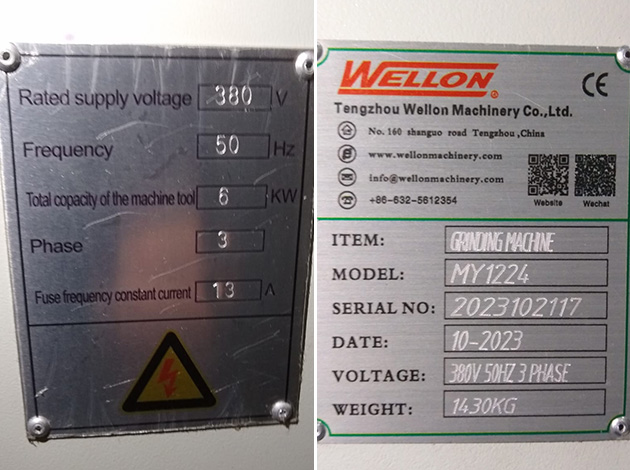 Rated supply voltage 380 V
Frequency 50 Hz
Total copacity of the machine tool 6 KW
Phase 3
Fuse frequency constant current 13 A
WELLON®
CE
Tengzhou Wellon Machinery Co.,Ltd.
No. 160 shanguo road Tengzhou ,China
www.wellonmachinery.com
info@wellonmachinery.com
+86-632-5612354
Website Wechat
ITEM: GRINDING MACHINE
MODEL: MY1224
SERIAL NO: 2023102117
DATE: 10-2023
VOLTAGE: 380V 50HZ 3 PHASE
WEIGHT: 1430KG